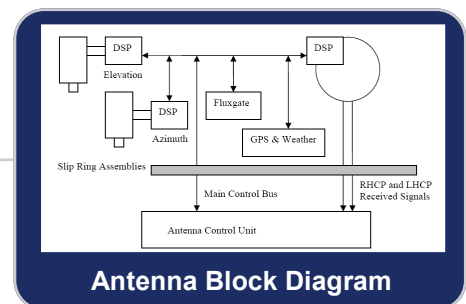 DSP
DSP
Elevation
DSP
Fluxgate
Azimuth
GPS & Weather
Slip Ring Assemblies
Main Control Bus
RHCP and LHCP
Received Signals
Antenna Control Unit
Antenna Block Diagram